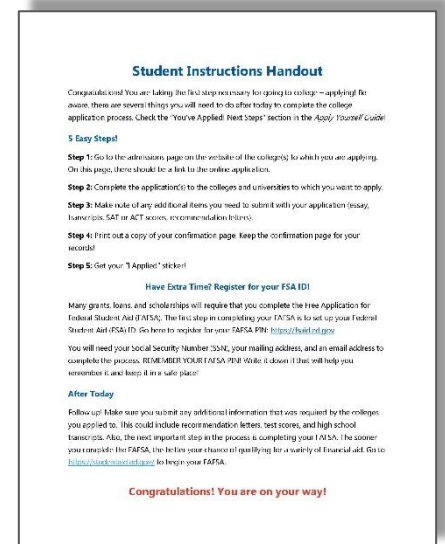 Student Instructions Handout
Congratulations! You are taking the first step necessary for going to college – applying! Be
aware, there are several things you will need to do after today to complete the college
application process. Check the "You've Applied! Next Steps" section in the Apply Yourself Guide!
5 Easy Steps!
Step 1: Go to the admissions page on the website of the college(s) to which you are applying.
On this page, there should be a link to the online application.
Step 2: Complete the application(s) to the colleges and universities to which you want to apply.
Step 3: Make note of any additional items you need to submit with your application (essay,
transcripts, SAT or ACT scores, recommendation letters).
Step 4: Print out a copy of your confirmation page. Keep the confirmation page for your
records!
Step 5: Get your "I Applied" sticker!
Have Extra Time? Register for your FSA ID!
Many grants, loans, and scholarships will require that you complete the Free Application for
Federal Student Aid (FAFSA). The first step in completing your FAFSA is to set up your Federal
Student Aid (FSA) ID. Go here to register for your FAFSA PIN: https://fsaid.ed.gov
You will need your Social Security Number (SSN), your mailing address, and an email address to
complete the process. REMEMBER YOUR FAFSA PIN! Write it down if that will help you
remember it and keep it in a safe place!
After Today
Follow up! Make sure you submit any additional information that was required by the colleges
you applied to. This could include recommendation letters, test scores, and high school
transcripts. Also, the next important step in the process is completing your FAFSA. The sooner
you complete the FAFSA, the better your chance of qualifying for a variety of financial aid. Go to
https://studentaid.ed.gov/ to begin your FAFSA.
Congratulations! You are on your way!